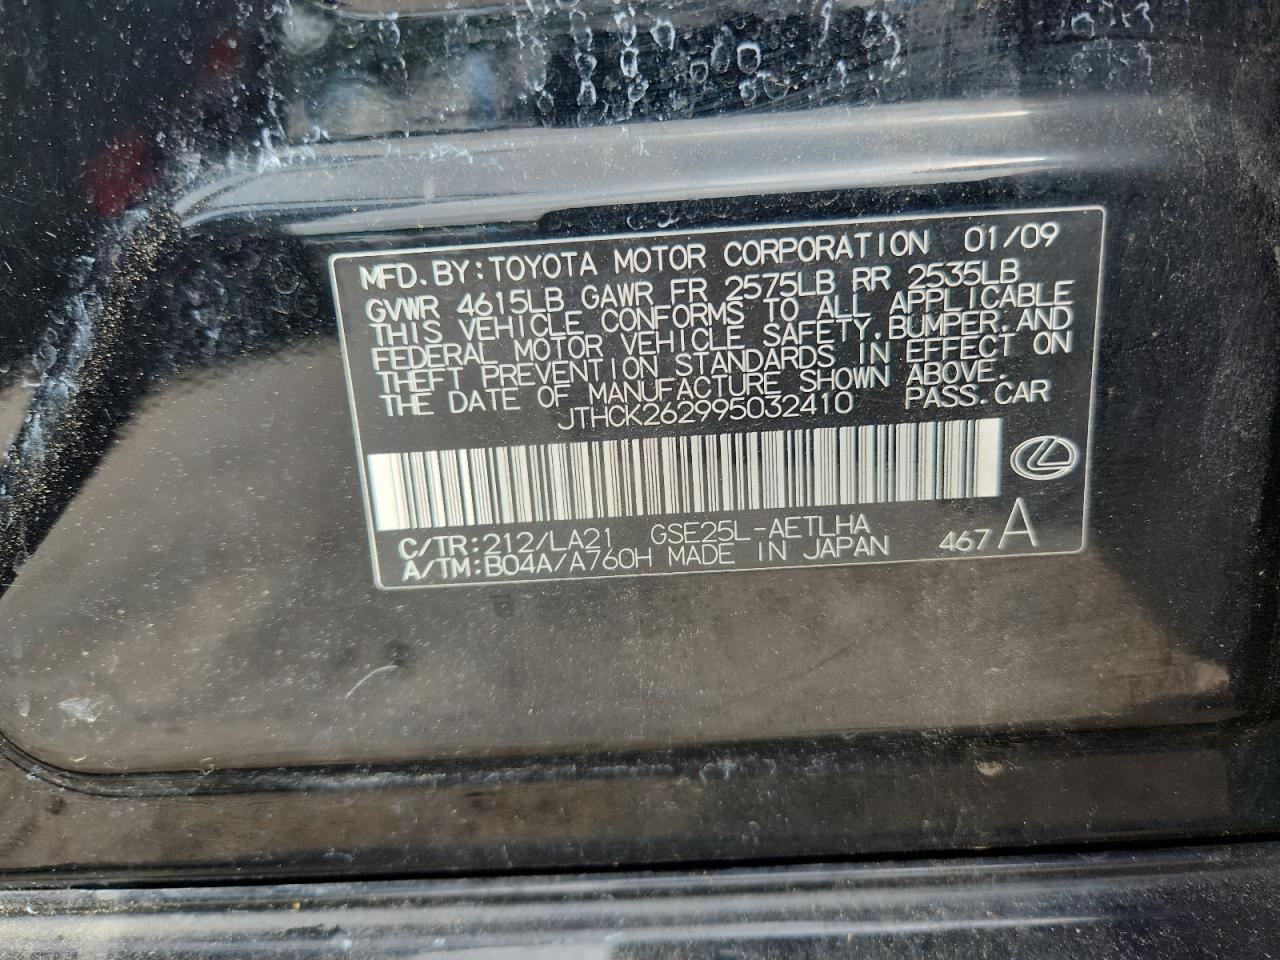 MFD. BY: TOYOTA MOTOR CORPORATION 01/09
GVWR 4615LB GAWR FR 2575LB RR 2535LB
THIS VEHICLE CONFORMS TO ALL APPLICABLE
FEDERAL MOTOR VEHICLE SAFETY, BUMPER, AND
THEFT PREVENTION STANDARDS IN EFFECT ON
THE DATE OF MANUFACTURE SHOWN ABOVE.
JTHCK262995032410 PASS. CAR
C/TR: 212/LA21 GSE25L-AETLHA
A/TM: B04A/A760H MADE IN JAPAN 467 A